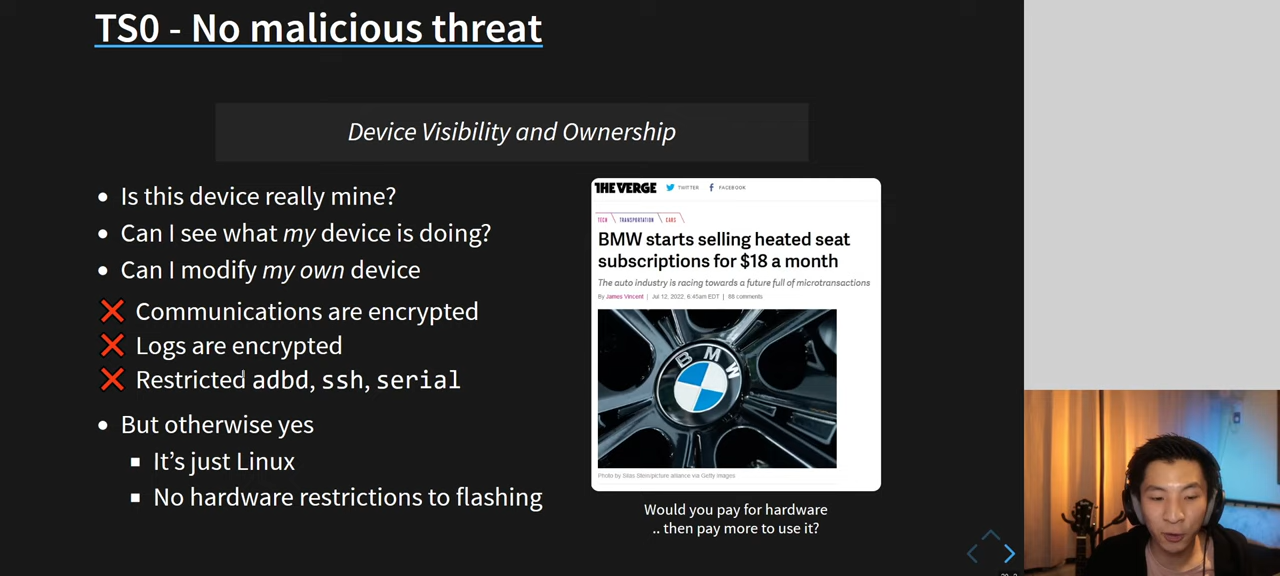 TS0 - No malicious threat
Device Visibility and Ownership
Is this device really mine?
Can I see what my device is doing?
Can I modify my own device
Communications are encrypted
Logs are encrypted
Restricted adbd, ssh, serial
But otherwise yes
It's just Linux
No hardware restrictions to flashing
THE VERGE TWITTER FACEBOOK
TECH TRANSPORTATION CARS
BMW starts selling heated seat
subscriptions for $18 a month
The auto industry is racing towards a future full of microtransactions
By James Vincent | Jul 12, 2022, 6:45am EDT | 88 comments
BMW
Would you pay for hardware
.. then pay more to use it?